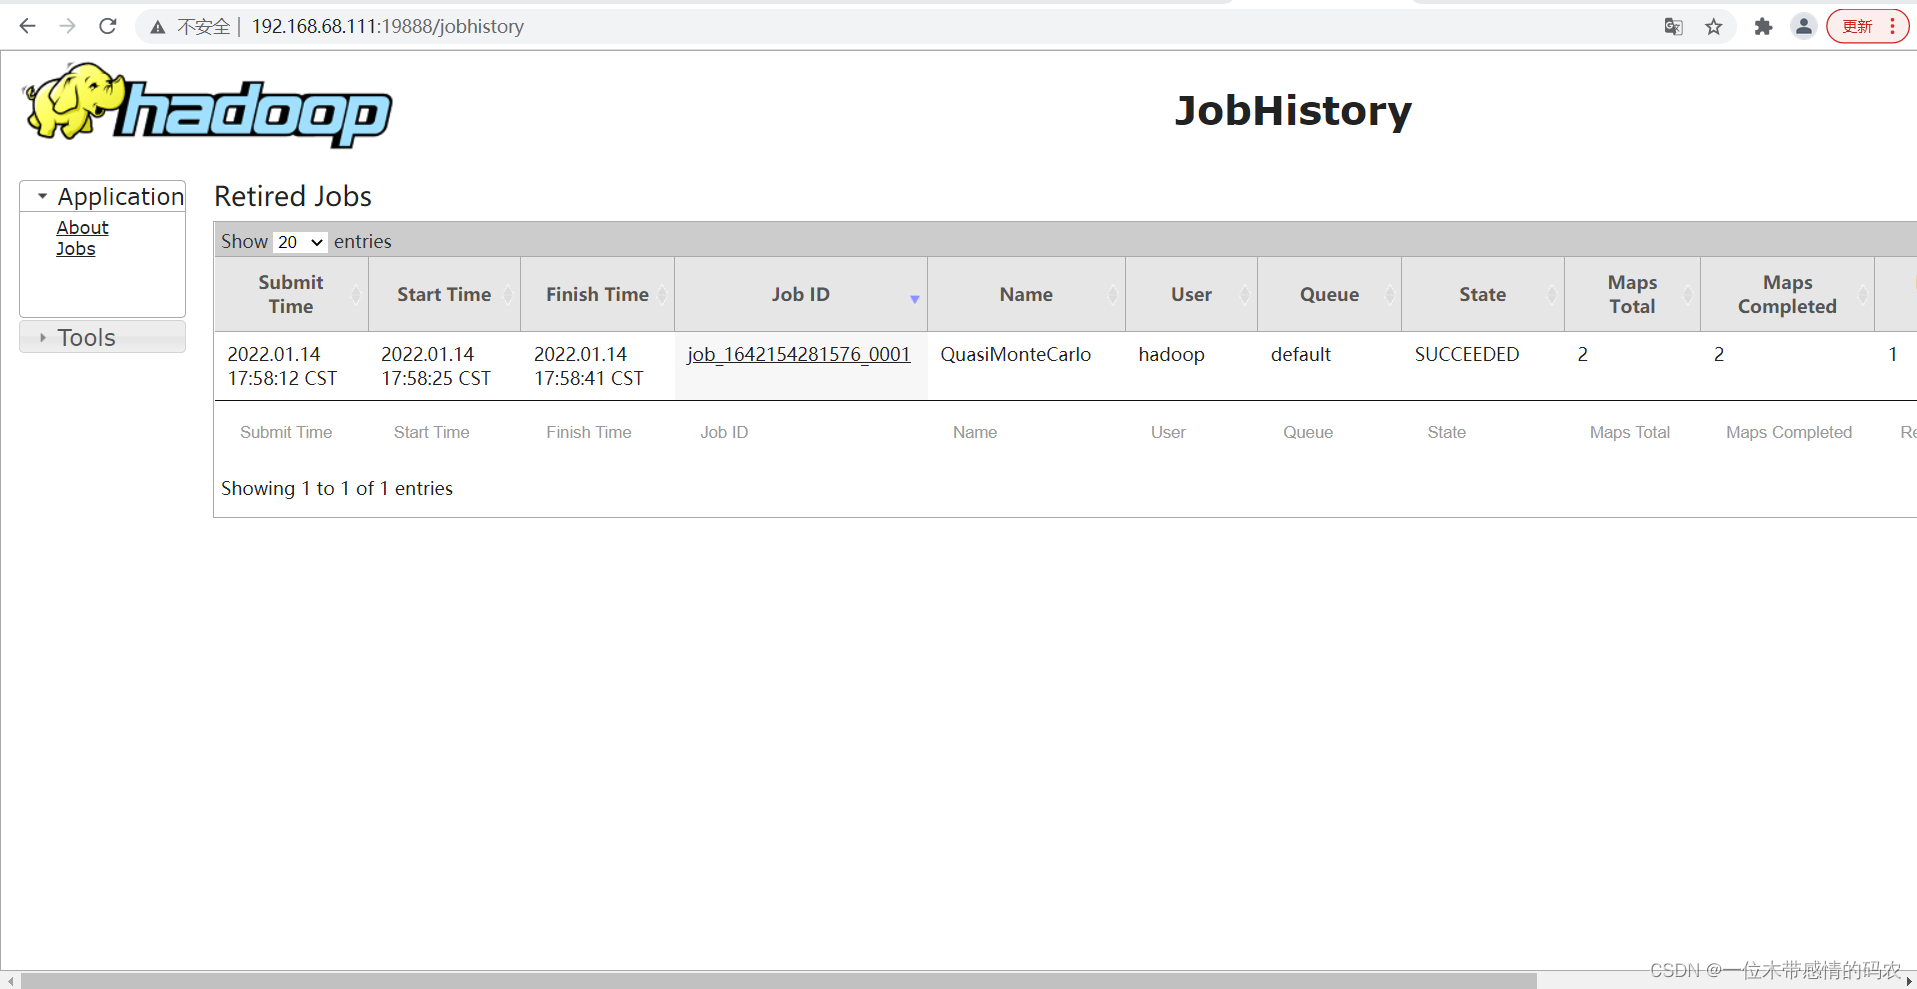 不安全 | 192.168.68.111:19888/jobhistory
更新
hadoop
JobHistory
Application
About
Jobs
Tools
Retired Jobs
Show 20 entries
Submit Time Start Time Finish Time Job ID Name User Queue State Maps Total Maps Completed
2022.01.14 17:58:12 CST 2022.01.14 17:58:25 CST 2022.01.14 17:58:41 CST job_1642154281576_0001 QuasiMonteCarlo hadoop default SUCCEEDED 2 2 1
Submit Time Start Time Finish Time Job ID Name User Queue State Maps Total Maps Completed Re
Showing 1 to 1 of 1 entries
CSDN @一位木带感情的码农